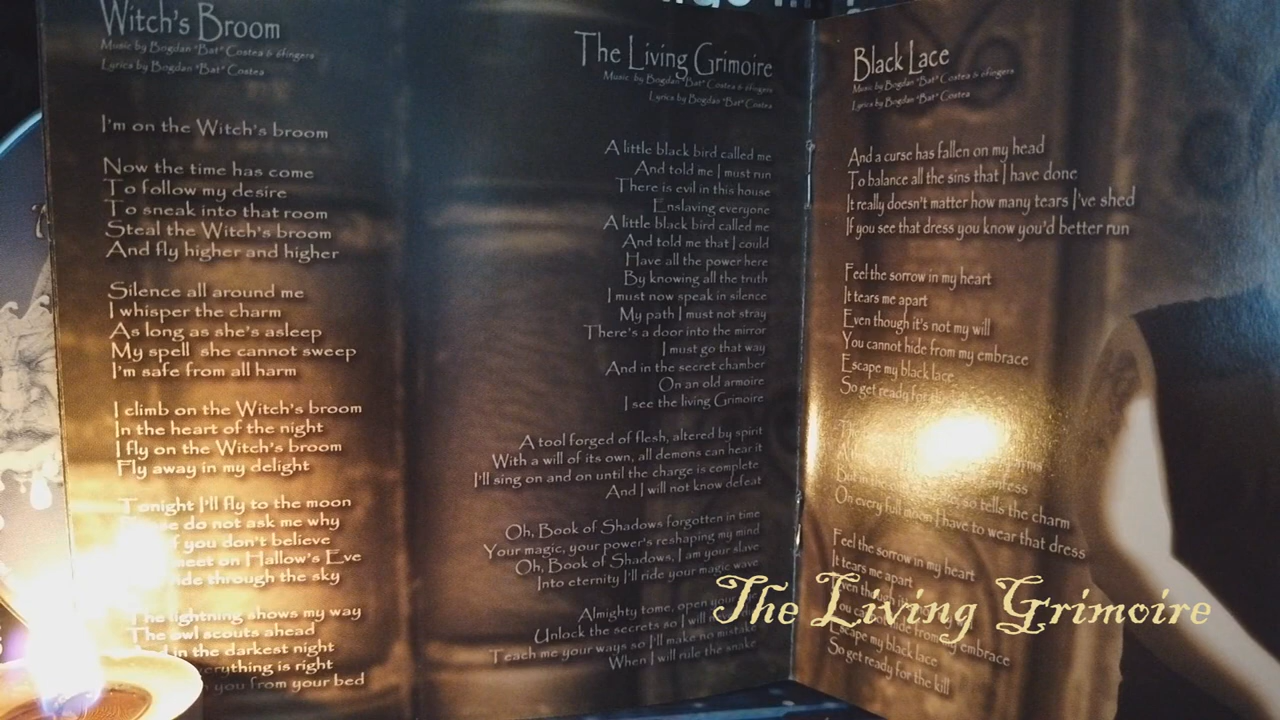 Witch's Broom
Music by Bogdan "Bat" Costea & 6fingers
Lyrics by Bogdan "Bat" Costea
I'm on the Witch's broom
Now the time has come
To follow my desire
To sneak into that room
Steal the Witch's broom
And fly higher and higher
Silence all around me
I whisper the charm
As long as she's asleep
My spell she cannot sweep
I'm safe from all harm
I climb on the Witch's broom
In the heart of the night
I fly on the Witch's broom
Fly away in my delight
Tonight I'll fly to the moon
do not ask me why
you don't believe
meet on Hallow's Eve
ride through the sky
The lightning shows my way
The owl scouts ahead
in the darkest night
everything is right
you from your bed
The Living Grimoire
Music by Bogdan "Bat" Costea & 6fingers
Lyrics by Bogdan "Bat" Costea
A little black bird called me
And told me I must run
There is evil in this house
Enslaving everyone
A little black bird called me
And told me that I could
Have all the power here
By knowing all the truth
I must now speak in silence
My path I must not stray
There's a door into the mirror
I must go that way
And in the secret chamber
On an old armoire
I see the living Grimoire
A tool forged of flesh, altered by spirit
With a will of its own, all demons can hear it
I'll sing on and on until the charge is complete
And I will not know defeat
Oh, Book of Shadows forgotten in time
Your magic, your power's reshaping my mind
Oh, Book of Shadows, I am your slave
Into eternity I'll ride your magic wave
Almighty tome, open your
Unlock the secrets so I will
Teach me your ways so I'll make no mistake
When I will rule the snake
Black Lace
Music by Bogdan "Bat" Costea & 6fingers
Lyrics by Bogdan "Bat" Costea
And a curse has fallen on my head
To balance all the sins that I have done
It really doesn't matter how many tears I've shed
If you see that dress you know you'd better run
Feel the sorrow in my heart
It tears me apart
Even though it's not my will
You cannot hide from my embrace
Escape my black lace
So get ready for the
me
But in the confess
On every full moon so tells the charm
I have to wear that dress
Feel the sorrow in my heart
It tears me apart
Even though
You cannot hide from my embrace
Escape my black lace
So get ready for the kill
The Living Grimoire